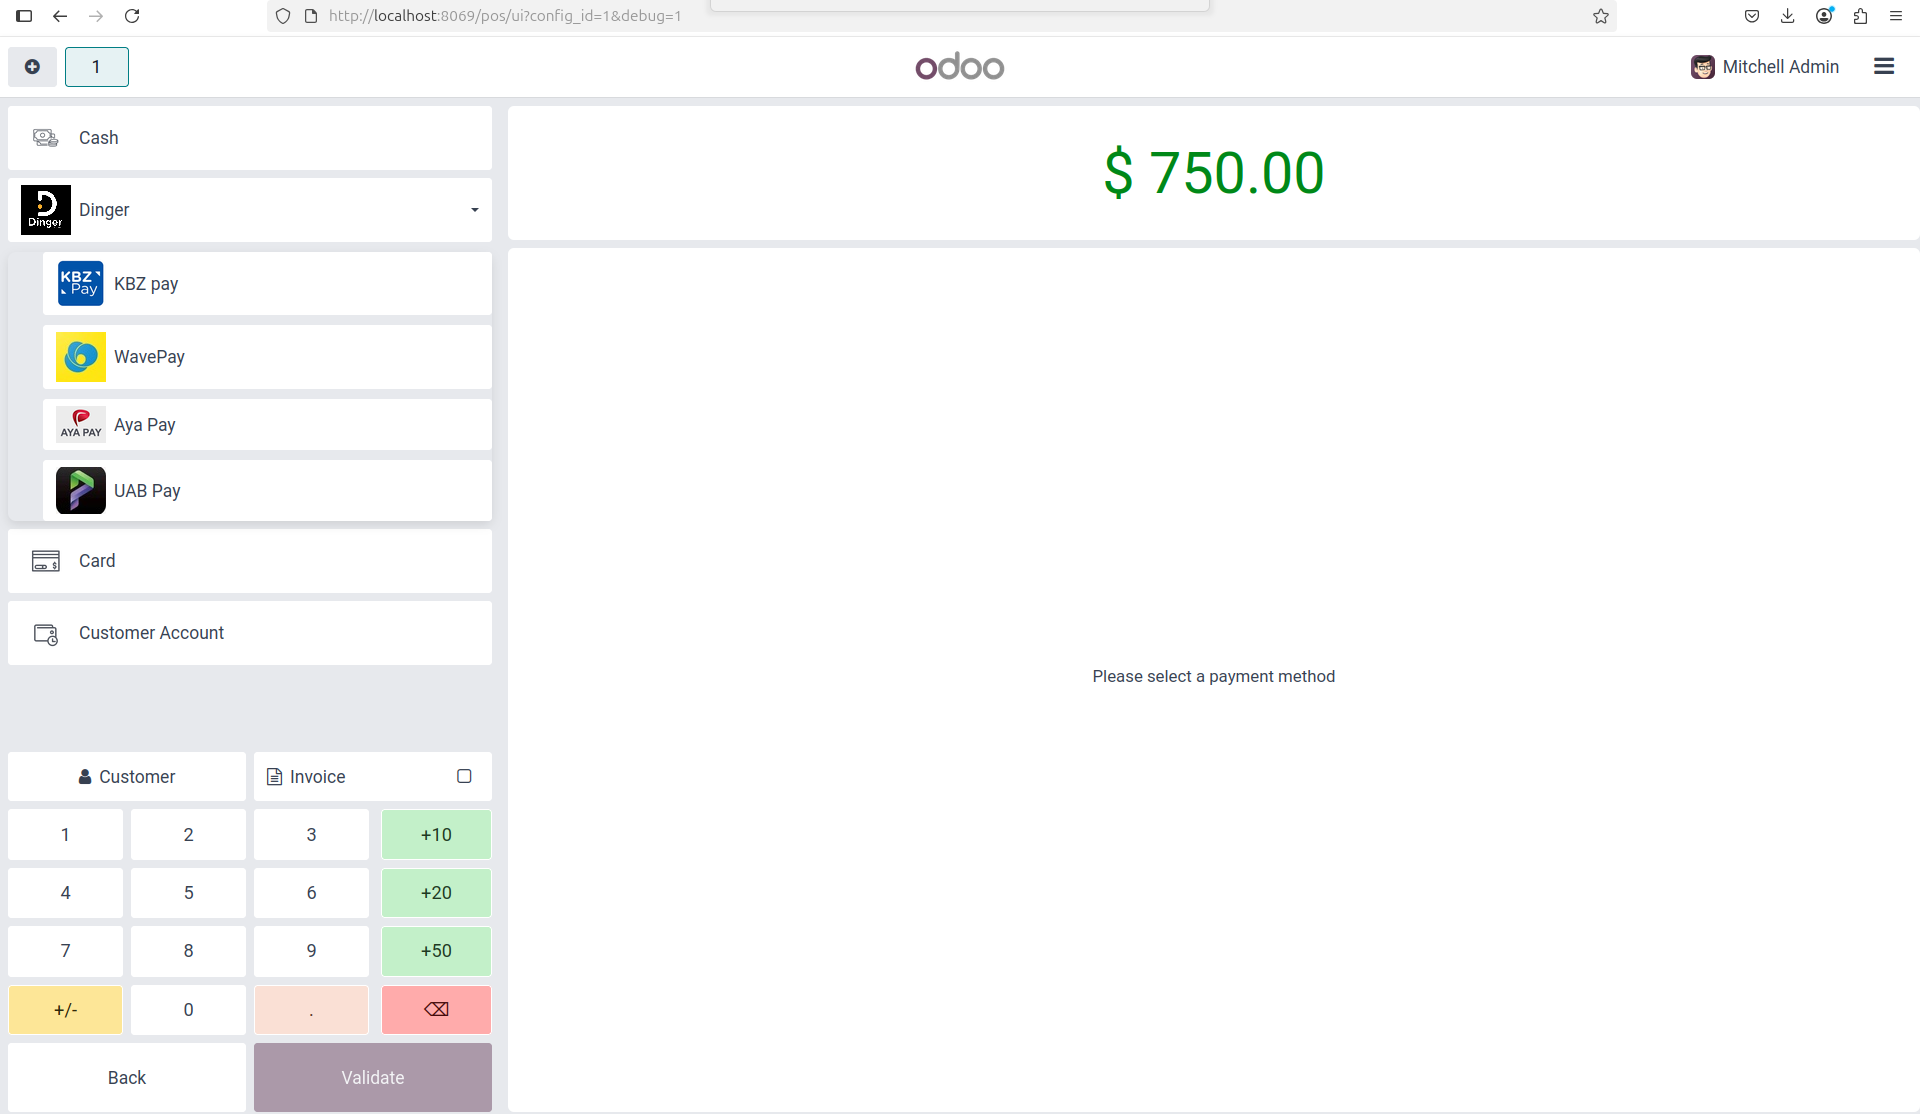 http://localhost:8069/pos/ui?config_id=1&debug=1
1
odoo
Mitchell Admin
Cash
$ 750.00
Dinger
Dinger
KBZ Pay
KBZ pay
WavePay
AYA PAY
Aya Pay
UAB Pay
Card
Customer Account
Please select a payment method
Customer
Invoice
1
2
3
+10
4
5
6
+20
7
8
9
+50
+/-
0
.
Back
Validate